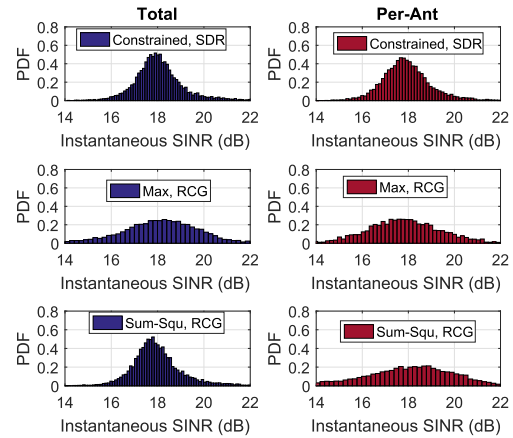 Total Per-Ant
0.8 0.8
Constrained, SDR Constrained, SDR
0.6 0.6
PDF 0.4 PDF 0.4
0.2 0.2
0 0
14 16 18 20 22 14 16 18 20 22
Instantaneous SINR (dB) Instantaneous SINR (dB)
0.8 0.8
Max, RCG Max, RCG
0.6 0.6
PDF 0.4 PDF 0.4
0.2 0.2
0 0
14 16 18 20 22 14 16 18 20 22
Instantaneous SINR (dB) Instantaneous SINR (dB)
0.8 0.8
Sum-Squ, RCG Sum-Squ, RCG
0.6 0.6
PDF 0.4 PDF 0.4
0.2 0.2
0 0
14 16 18 20 22 14 16 18 20 22
Instantaneous SINR (dB) Instantaneous SINR (dB)